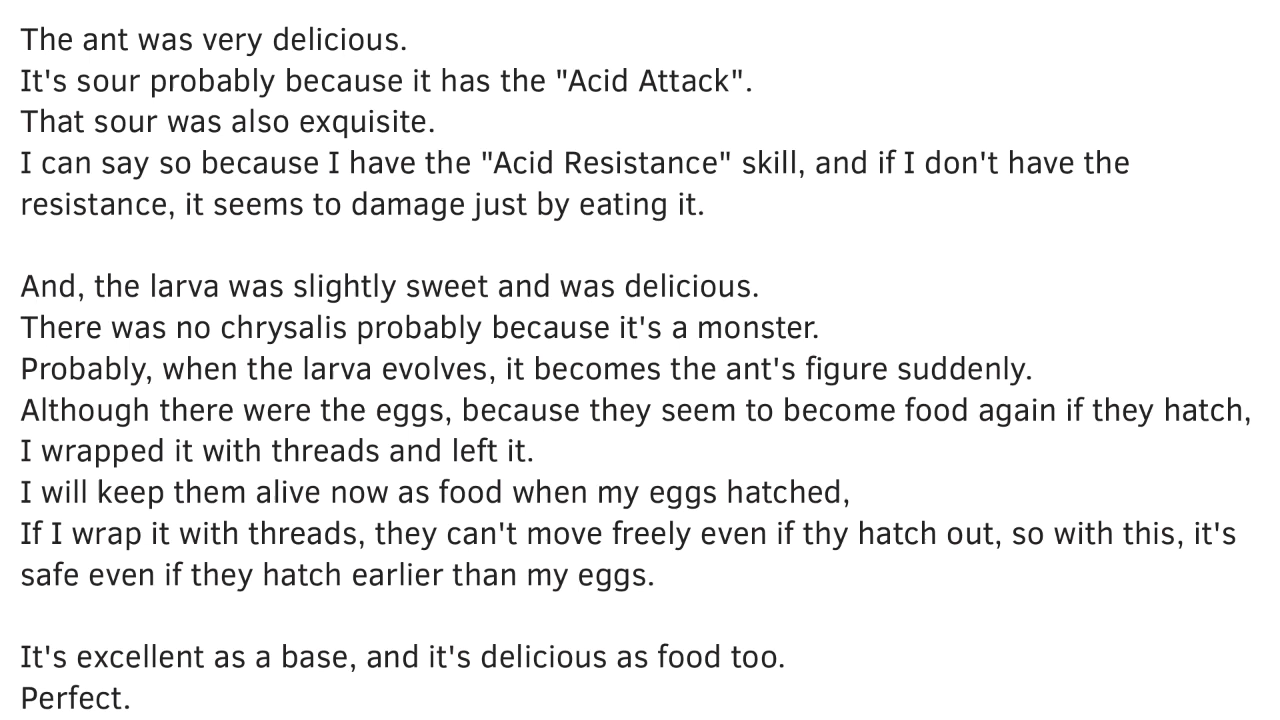 The ant was very delicious.
It's sour probably because it has the "Acid Attack".
That sour was also exquisite.
I can say so because I have the "Acid Resistance" skill, and if I don't have the
resistance, it seems to damage just by eating it.

And, the larva was slightly sweet and was delicious.
There was no chrysalis probably because it's a monster.
Probably, when the larva evolves, it becomes the ant's figure suddenly.
Although there were the eggs, because they seem to become food again if they hatch,
I wrapped it with threads and left it.
I will keep them alive now as food when my eggs hatched,
If I wrap it with threads, they can't move freely even if thy hatch out, so with this, it's
safe even if they hatch earlier than my eggs.

It's excellent as a base, and it's delicious as food too.
Perfect.